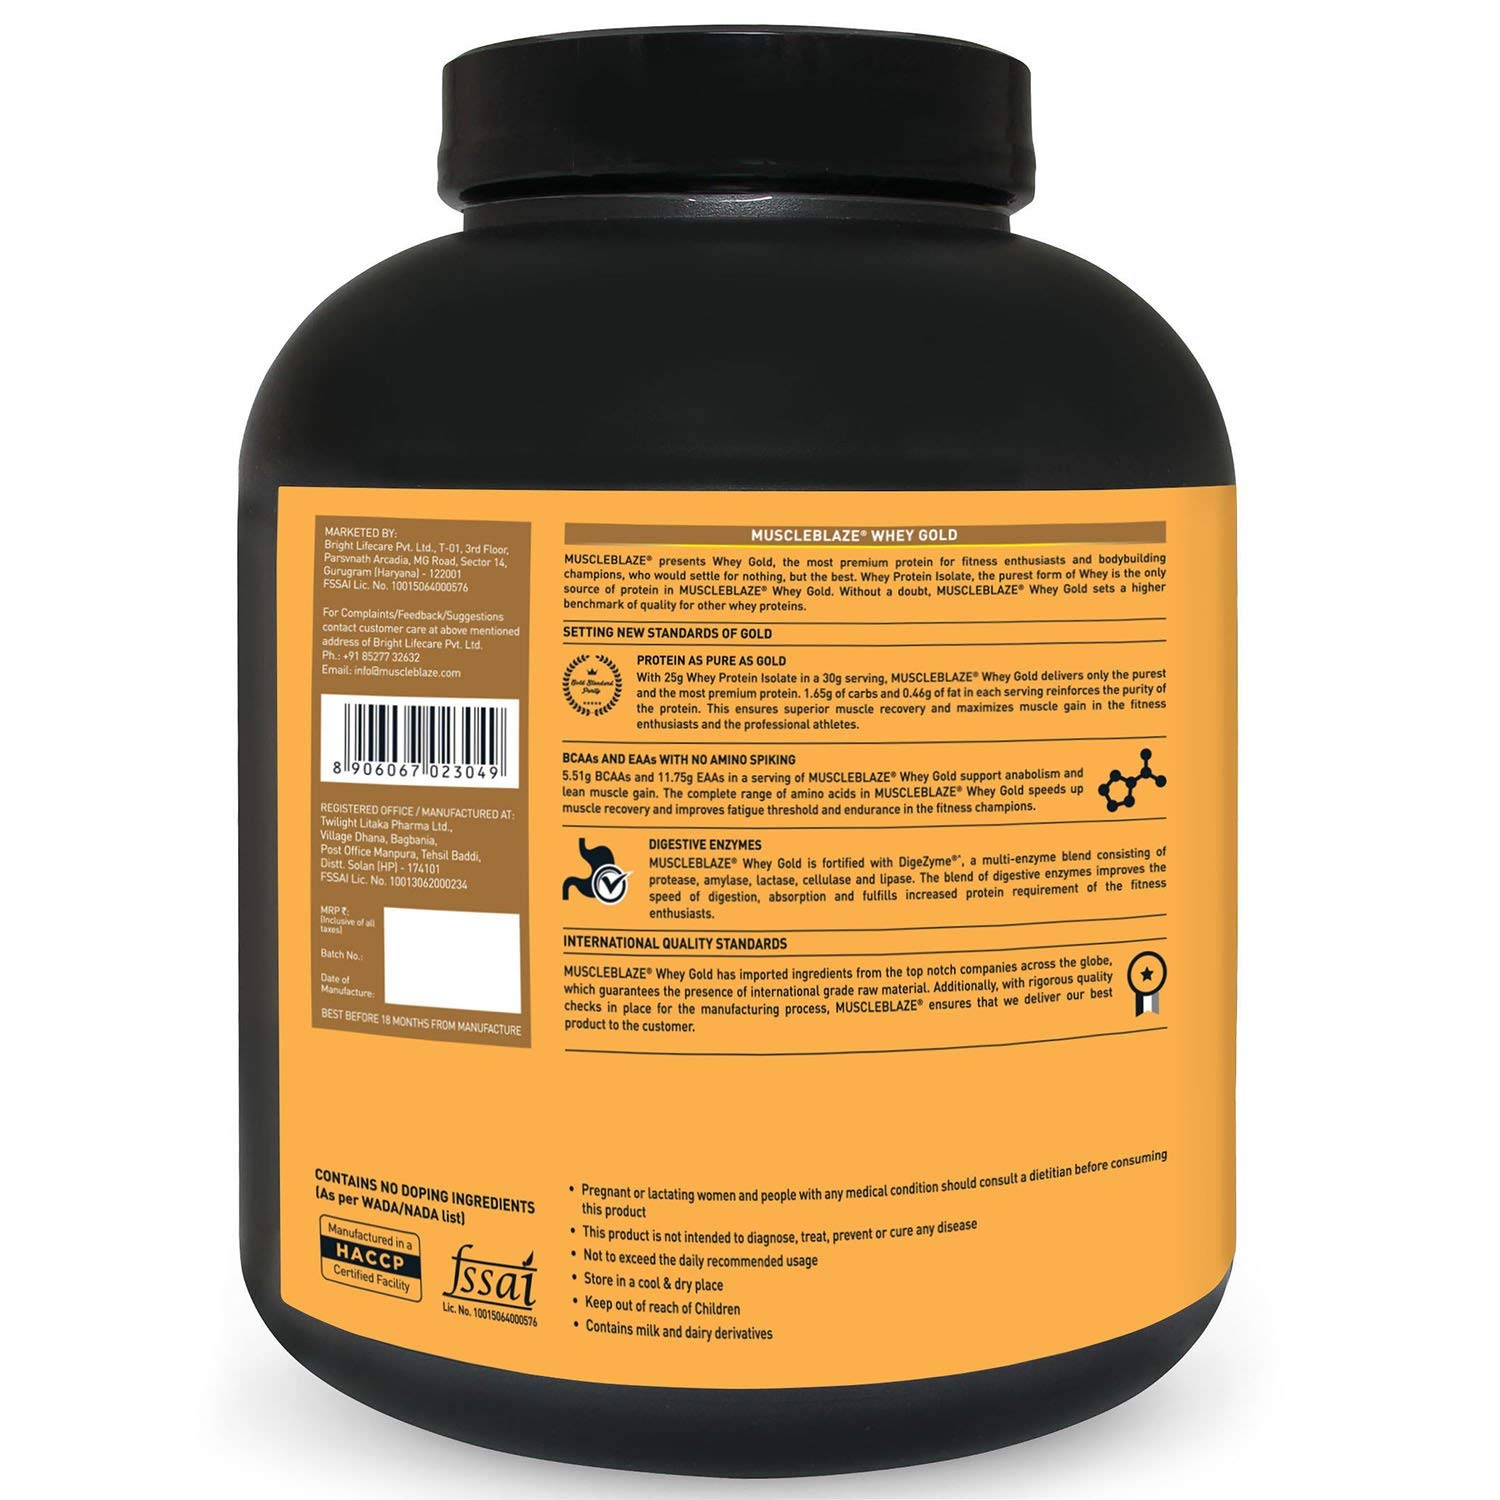 MARKETED BY:
Bright Lifecare Pvt. Ltd., T-01, 3rd Floor,
Parsvnath Arcadia, MG Road, Sector 14,
Gurugram (Haryana) - 122001
FSSAI Lic. No. 10015064000576
For Complaints/Feedback/Suggestions
contact customer care at above mentioned
address of Bright Lifecare Pvt. Ltd.
Ph.: +91 85277 32632
Email: info@muscleblaze.com
8 906067 023049
REGISTERED OFFICE / MANUFACTURED AT:
Twilight Litaka Pharma Ltd.,
Village Dhana, Bagbania,
Post Office Manpura, Tehsil Baddi,
Distt. Solan (HP) - 174101
FSSAI Lic. No. 10013062000234
MRP ₹:
(Inclusive of all
taxes)
Batch No.:
Date of
Manufacture:
BEST BEFORE 18 MONTHS FROM MANUFACTURE
MUSCLEBLAZE® WHEY GOLD
MUSCLEBLAZE® presents Whey Gold, the most premium protein for fitness enthusiasts and bodybuilding
champions, who would settle for nothing, but the best. Whey Protein Isolate, the purest form of Whey is the only
source of protein in MUSCLEBLAZE® Whey Gold. Without a doubt, MUSCLEBLAZE® Whey Gold sets a higher
benchmark of quality for other whey proteins.
SETTING NEW STANDARDS OF GOLD
Gold Standard
Purity
PROTEIN AS PURE AS GOLD
With 25g Whey Protein Isolate in a 30g serving, MUSCLEBLAZE® Whey Gold delivers only the purest
and the most premium protein. 1.65g of carbs and 0.46g of fat in each serving reinforces the purity of
the protein. This ensures superior muscle recovery and maximizes muscle gain in the fitness
enthusiasts and the professional athletes.
BCAAs AND EAAs WITH NO AMINO SPIKING
5.51g BCAAs and 11.75g EAAs in a serving of MUSCLEBLAZE® Whey Gold support anabolism and
lean muscle gain. The complete range of amino acids in MUSCLEBLAZE® Whey Gold speeds up
muscle recovery and improves fatigue threshold and endurance in the fitness champions.
DIGESTIVE ENZYMES
MUSCLEBLAZE® Whey Gold is fortified with DigeZyme®^, a multi-enzyme blend consisting of
protease, amylase, lactase, cellulase and lipase. The blend of digestive enzymes improves the
speed of digestion, absorption and fulfills increased protein requirement of the fitness
enthusiasts.
INTERNATIONAL QUALITY STANDARDS
MUSCLEBLAZE® Whey Gold has imported ingredients from the top notch companies across the globe,
which guarantees the presence of international grade raw material. Additionally, with rigorous quality
checks in place for the manufacturing process, MUSCLEBLAZE® ensures that we deliver our best
product to the customer.
CONTAINS NO DOPING INGREDIENTS
(As per WADA/NADA list)
Manufactured in a
HACCP
Certified Facility
fssai
Lic. No. 10015064000576
• Pregnant or lactating women and people with any medical condition should consult a dietitian before consuming
this product
• This product is not intended to diagnose, treat, prevent or cure any disease
• Not to exceed the daily recommended usage
• Store in a cool & dry place
• Keep out of reach of Children
• Contains milk and dairy derivatives